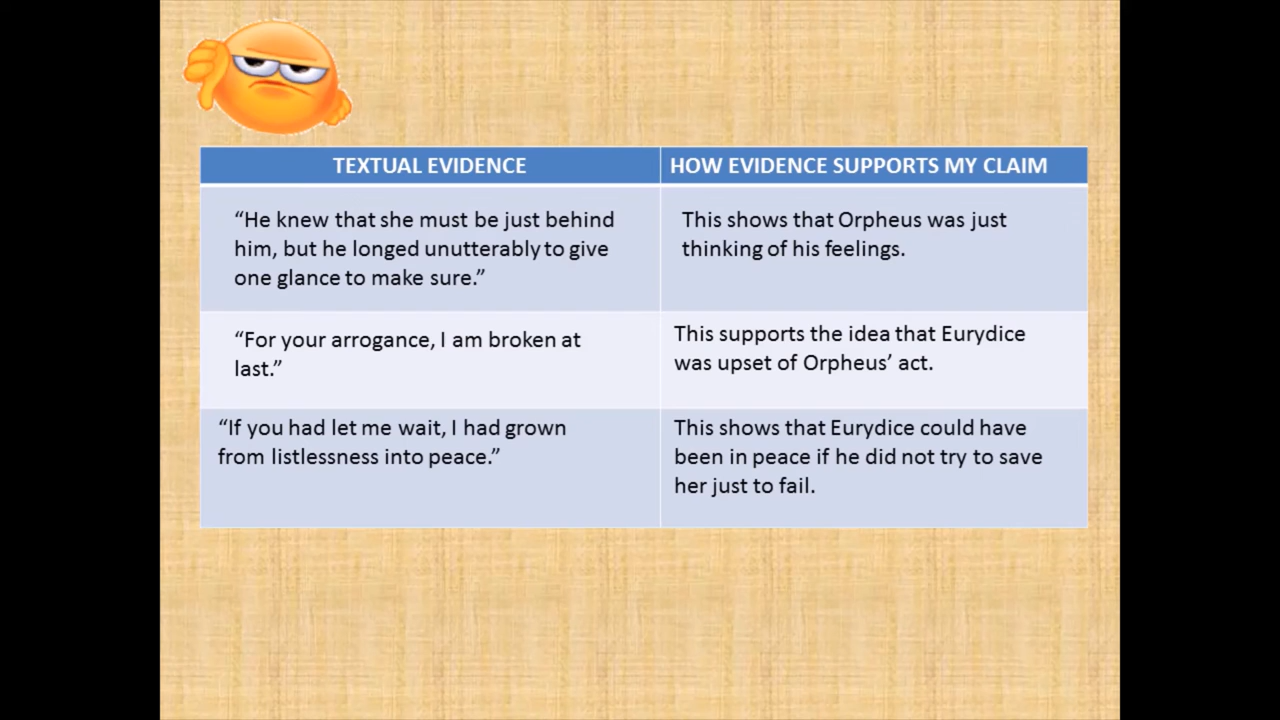 TEXTUAL EVIDENCE
HOW EVIDENCE SUPPORTS MY CLAIM
“He knew that she must be just behind
him, but he longed unutterably to give
one glance to make sure.”
This shows that Orpheus was just
thinking of his feelings.
“For your arrogance, I am broken at
last.”
This supports the idea that Eurydice
was upset of Orpheus’ act.
“If you had let me wait, I had grown
from listlessness into peace.”
This shows that Eurydice could have
been in peace if he did not try to save
her just to fail.